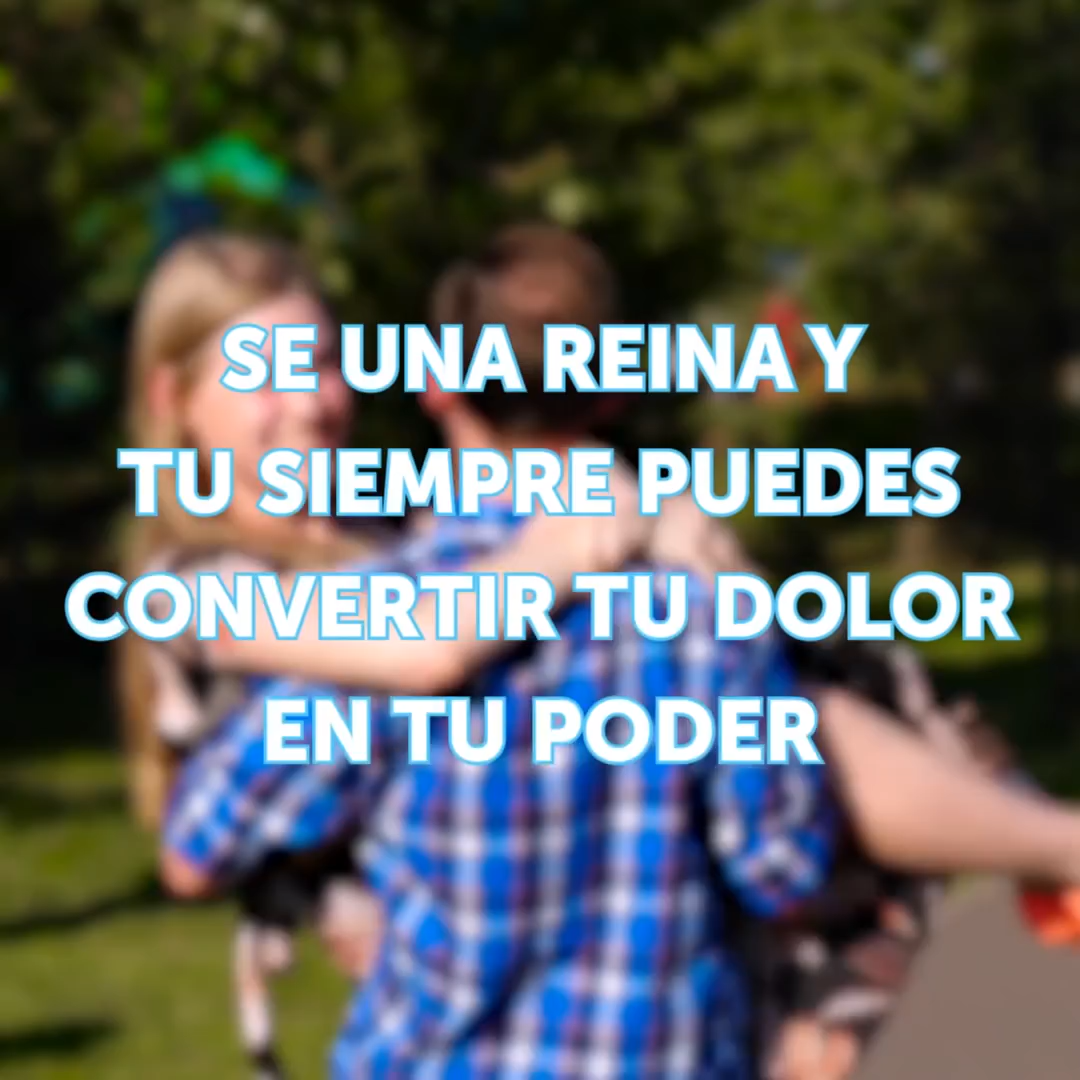 SE UNA REINA Y
TU SIEMPRE PUEDES
CONVERTIR TU DOLOR
EN TU PODER